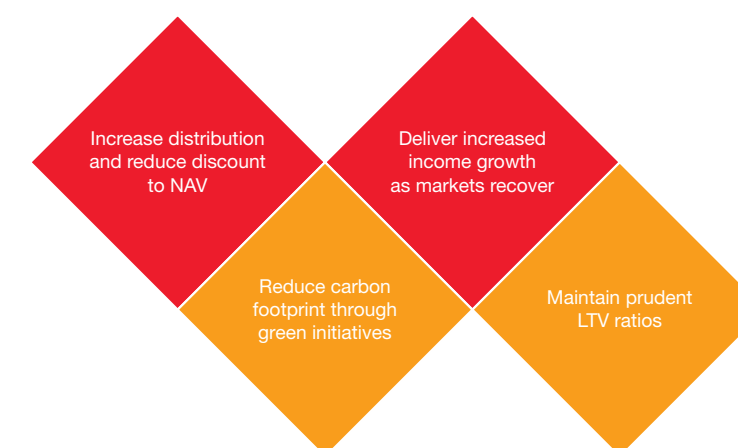 Increase distribution
and reduce discount
to NAV
Deliver increased
income growth
as markets recover
Reduce carbon
footprint through
green initiatives
Maintain prudent
LTV ratios